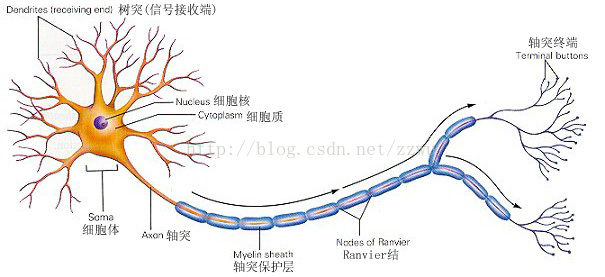 Dendrites (receiving end) 树突(信号接收端)
轴突终端
Terminal buttons
Nucleus 细胞核
Cytoplasm 细胞质
http://blog.csdn.net/zzw
Soma
细胞体
Axon 轴突
Myelin sheath
轴突保护层
Nodes of Ranvier
Ranvier结